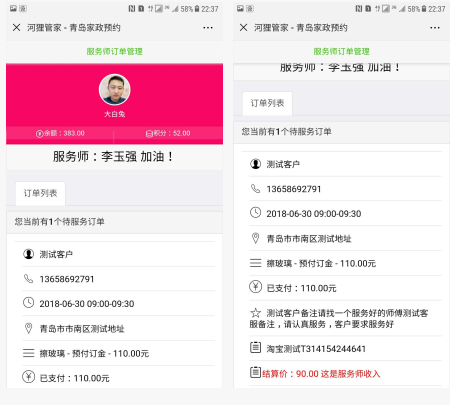 58% 22:37
河狸管家 - 青岛家政预约
服务师订单管理
大白兔
余额：383.00
积分：52.00
服务师：李玉强 加油！
订单列表
您当前有1个待服务订单
测试客户
13658692791
2018-06-30 09:00-09:30
青岛市市南区测试地址
擦玻璃 - 预付订金 - 110.00元
已支付：110.00元
58% 22:37
河狸管家 - 青岛家政预约
服务师订单管理
服务师：李玉强 加油！
订单列表
您当前有1个待服务订单
测试客户
13658692791
2018-06-30 09:00-09:30
青岛市市南区测试地址
擦玻璃 - 预付订金 - 110.00元
已支付：110.00元
测试客户备注请找一个服务好的师傅测试客
服备注，请认真服务，客户要求服务好
淘宝测试T314154244641
结算价：90.00 这是服务师收入